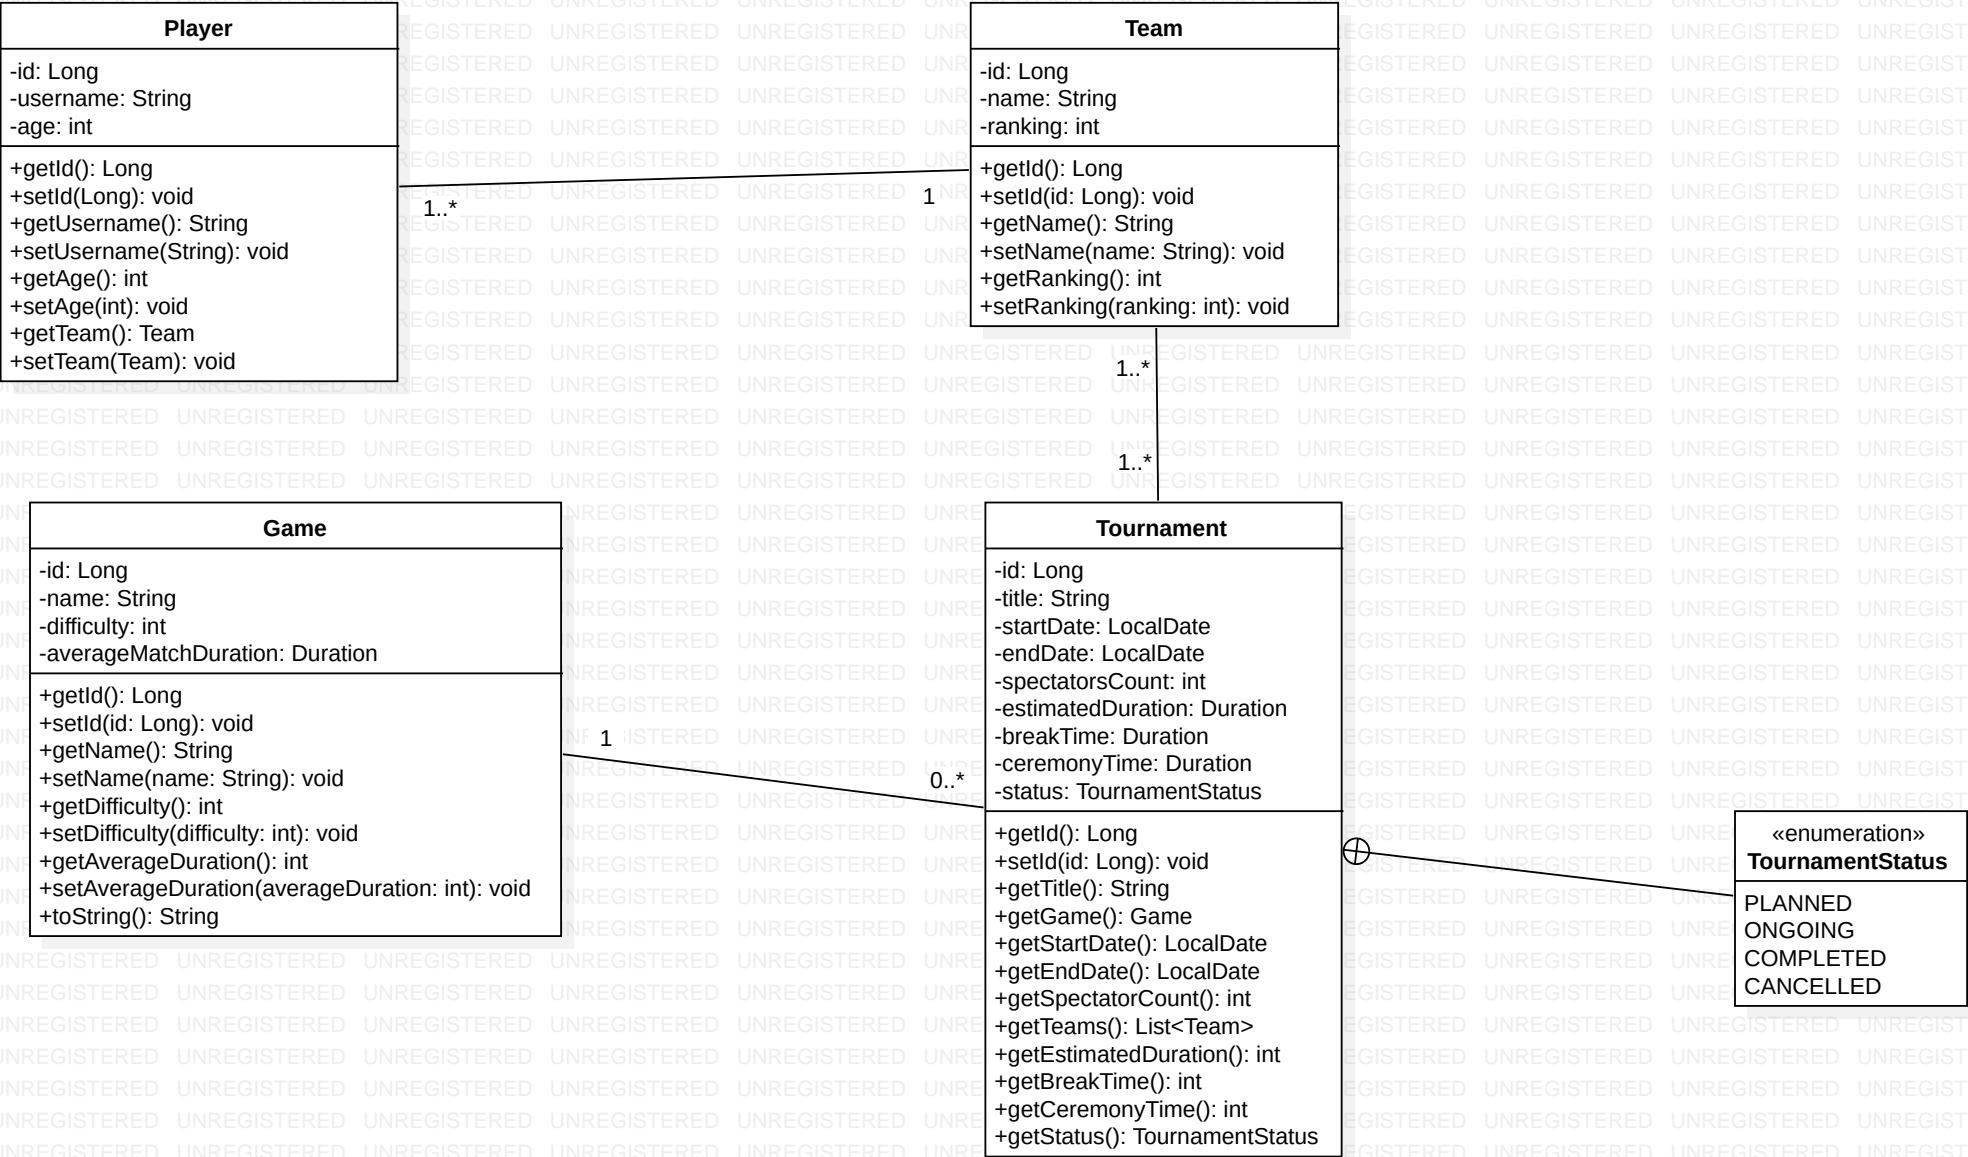 Player
-id: Long
-username: String
-age: int
+getId(): Long
+setId(Long): void
+getUsername(): String
+setUsername(String): void
+getAge(): int
+setAge(int): void
+getTeam(): Team
+setTeam(Team): void
1..*
1
Team
-id: Long
-name: String
-ranking: int
+getId(): Long
+setId(id: Long): void
+getName(): String
+setName(name: String): void
+getRanking(): int
+setRanking(ranking: int): void
1..*
1..*
Game
-id: Long
-name: String
-difficulty: int
-averageMatchDuration: Duration
+getId(): Long
+setId(id: Long): void
+getName(): String
+setName(name: String): void
+getDifficulty(): int
+setDifficulty(difficulty: int): void
+getAverageDuration(): int
+setAverageDuration(averageDuration: int): void
+toString(): String
1
0..*
Tournament
-id: Long
-title: String
-startDate: LocalDate
-endDate: LocalDate
-spectatorsCount: int
-estimatedDuration: Duration
-breakTime: Duration
-ceremonyTime: Duration
-status: TournamentStatus
+getId(): Long
+setId(id: Long): void
+getTitle(): String
+getGame(): Game
+getStartDate(): LocalDate
+getEndDate(): LocalDate
+getSpectatorCount(): int
+getTeams(): List<Team>
+getEstimatedDuration(): int
+getBreakTime(): int
+getCeremonyTime(): int
+getStatus(): TournamentStatus
«enumeration»
TournamentStatus
PLANNED
ONGOING
COMPLETED
CANCELLED
UNREGISTERED